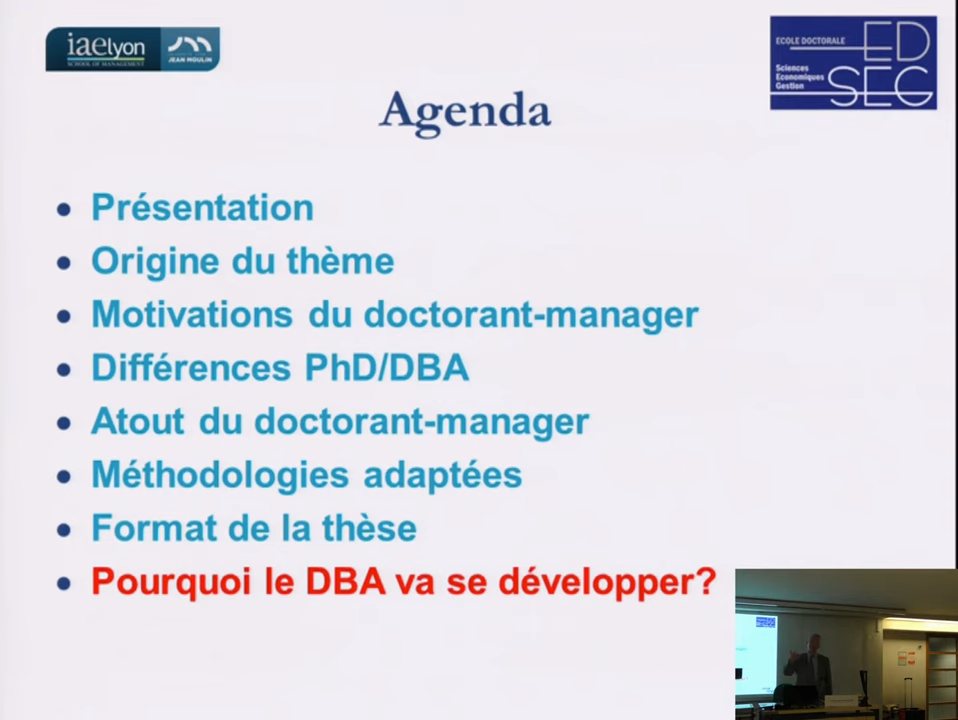 iaelyon
SCHOOL OF MANAGEMENT
JEAN MOULIN
ECOLE DOCTORALE
Sciences
Economiques
Gestion
ED
SEG
Agenda
• Présentation
• Origine du thème
• Motivations du doctorant-manager
• Différences PhD/DBA
• Atout du doctorant-manager
• Méthodologies adaptées
• Format de la thèse
• Pourquoi le DBA va se développer?